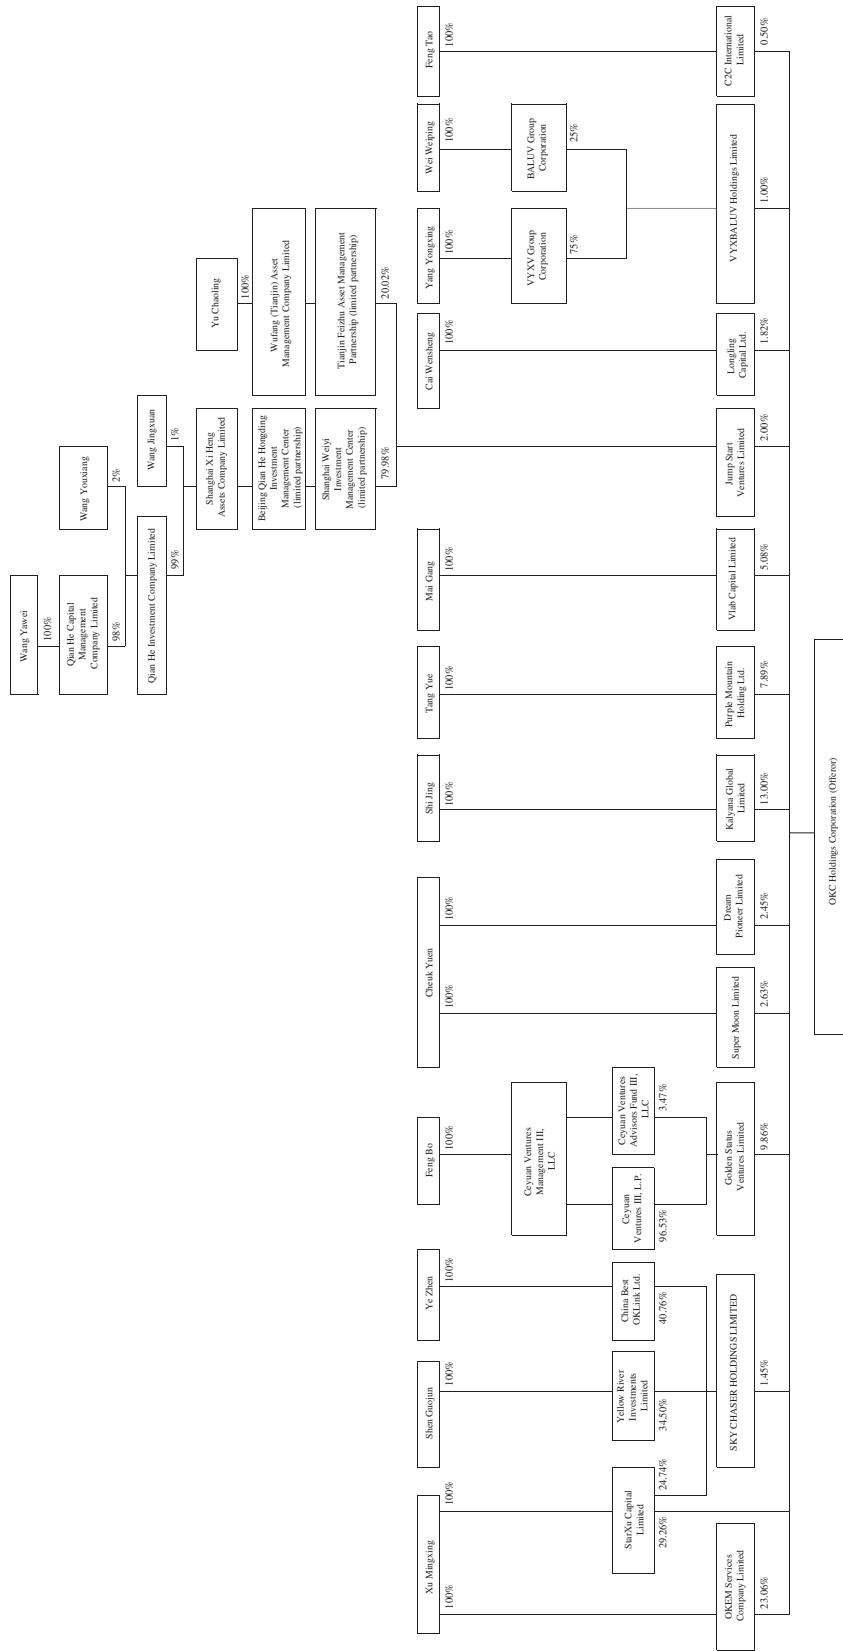 Wang Yawei
100%
Qian He Capital
Management
Company Limited
98%
Wang Youxiang
2%
Qian He Investment Company Limited
99%
Wang Jingxuan
1%
Shanghai Xi Heng
Assets Company Limited
Beijing Qian He Hongding
Investment
Management Center
(limited partnership)
Shanghai Weiyi
Investment
Management Center
(limited partnership)
79.98%
Yu Chaoling
100%
Wufang (Tianjin) Asset
Management Company Limited
Tianjin Feizhu Asset Management
Partnership (limited partnership)
20.02%
Xu Mingxing
100%
100%
Shen Guojun
100%
Ye Zhen
100%
Feng Bo
100%
Cheuk Yuen
100%
100%
Shi Jing
100%
Tang Yue
100%
Mai Gang
100%
Cai Wensheng
100%
Yang Yongxing
100%
Wei Weiping
100%
Feng Tao
100%
Ceyuan Ventures
Management III,
LLC
VYXV Group
Corporation
75%
BALUV Group
Corporation
25%
StarXu Capital
Limited
29.26%
24.74%
Yellow River
Investments
Limited
34.50%
China Best
OKLink Ltd.
40.76%
Ceyuan
Ventures III, L.P.
96.53%
Ceyuan Ventures
Advisors Fund III,
LLC
3.47%
OKEM Services
Company Limited
23.06%
SKY CHASER HOLDINGS LIMITED
1.45%
Golden Status
Ventures Limited
9.86%
Super Moon Limited
2.63%
Dream
Pioneer Limited
2.45%
Kalyana Global
Limited
13.00%
Purple Mountain
Holding Ltd.
7.89%
Vlab Capital Limited
5.08%
Jump Start
Ventures Limited
2.00%
Longling
Capital Ltd.
1.82%
VYXBALUV Holdings Limited
1.00%
C2C International
Limited
0.50%
OKC Holdings Corporation (Offeror)